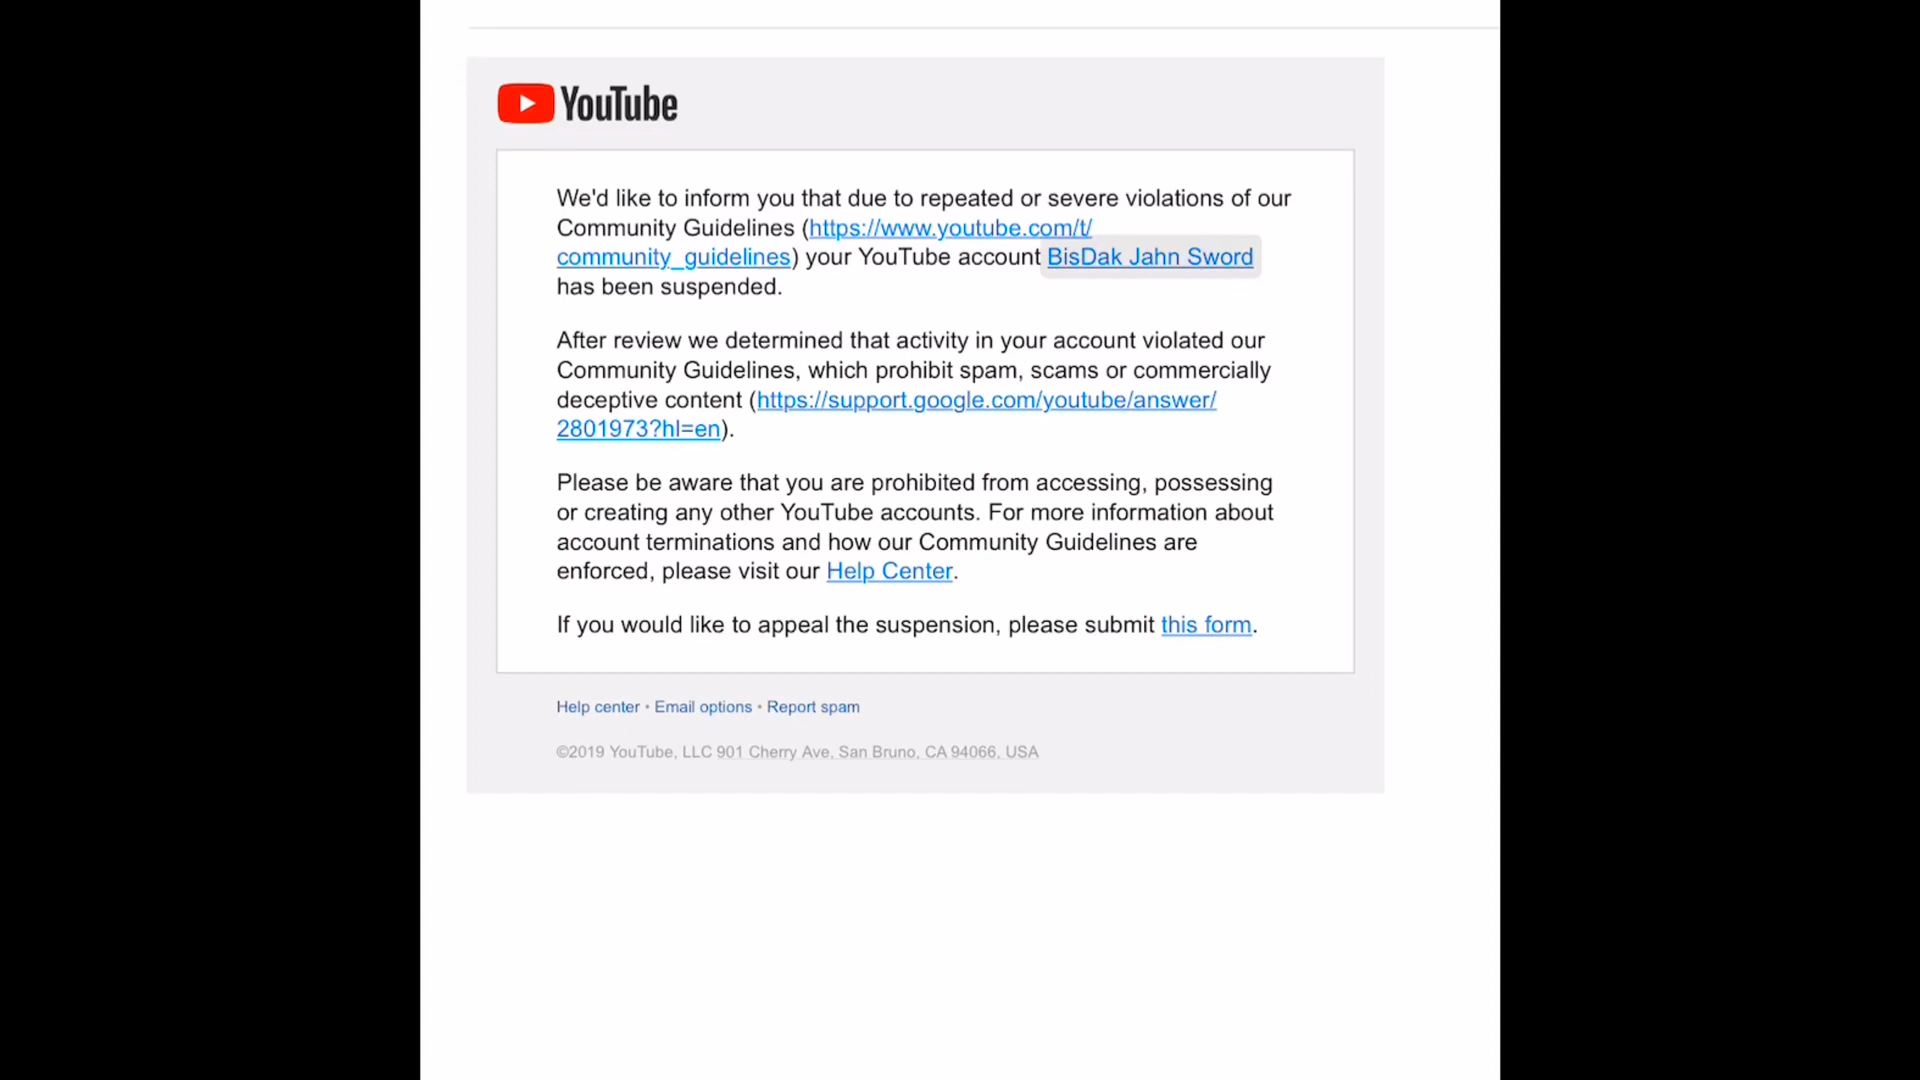 YouTube
We'd like to inform you that due to repeated or severe violations of our
Community Guidelines (https://www.youtube.com/t/
community_guidelines) your YouTube account BisDak Jahn Sword
has been suspended.
After review we determined that activity in your account violated our
Community Guidelines, which prohibit spam, scams or commercially
deceptive content (https://support.google.com/youtube/answer/
2801973?hl=en).
Please be aware that you are prohibited from accessing, possessing
or creating any other YouTube accounts. For more information about
account terminations and how our Community Guidelines are
enforced, please visit our Help Center.
If you would like to appeal the suspension, please submit this form.
Help center • Email options • Report spam
©2019 YouTube, LLC 901 Cherry Ave, San Bruno, CA 94066, USA